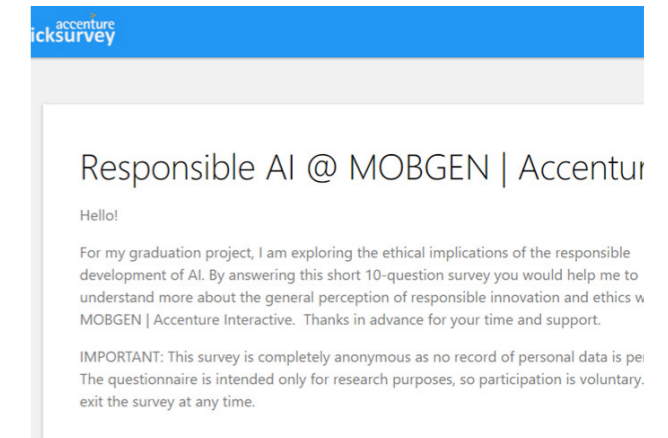 accenture
icksurvey
Responsible AI @ MOBGEN | Accentur
Hello!
For my graduation project, I am exploring the ethical implications of the responsible
development of AI. By answering this short 10-question survey you would help me to
understand more about the general perception of responsible innovation and ethics w
MOBGEN | Accenture Interactive.  Thanks in advance for your time and support.
IMPORTANT: This survey is completely anonymous as no record of personal data is pe
The questionnaire is intended only for research purposes, so participation is voluntary.
exit the survey at any time.